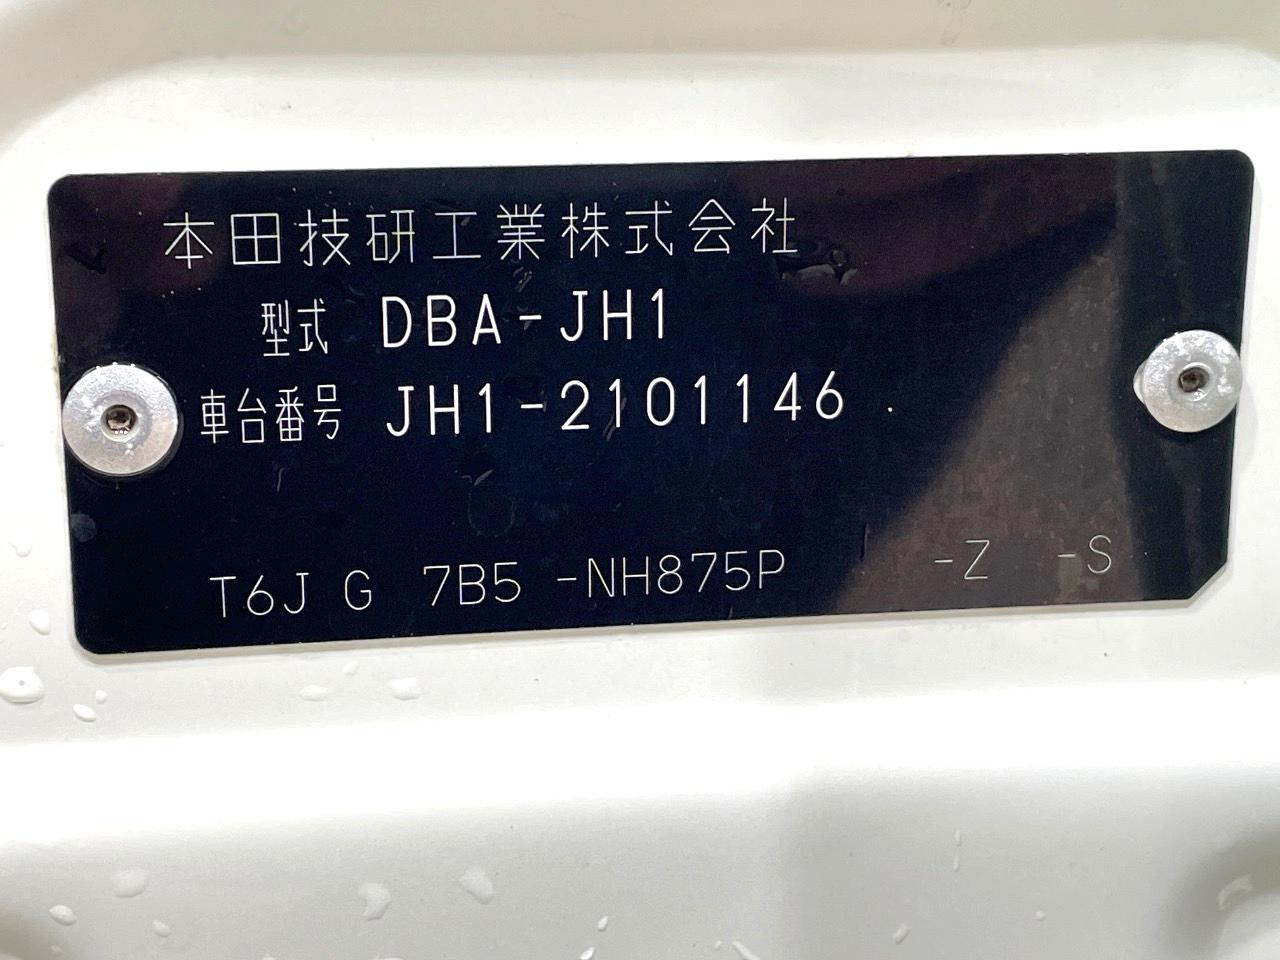 本田技研工業株式会社
型式 DBA-JH1
車台番号 JH1-2101146 .
T6J G 7B5 -NH875P -Z -S